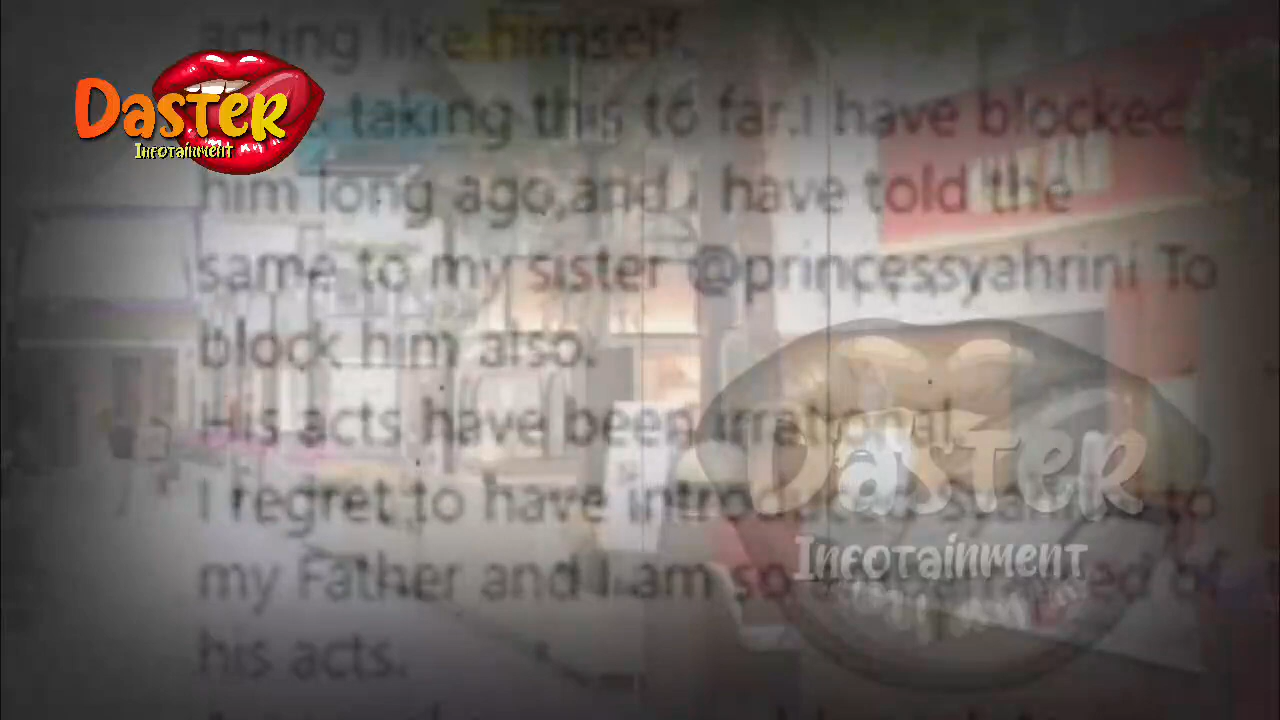 acting like himself.
DasteR
Infotainment
taking this to far.I have blocked
him long ago,and i have told the
same to my sister @princessyahrini To
block him also.
His acts have been irrational
I regret to have introduced to
my Father and I am so of
his acts.
DasteR
Infotainment